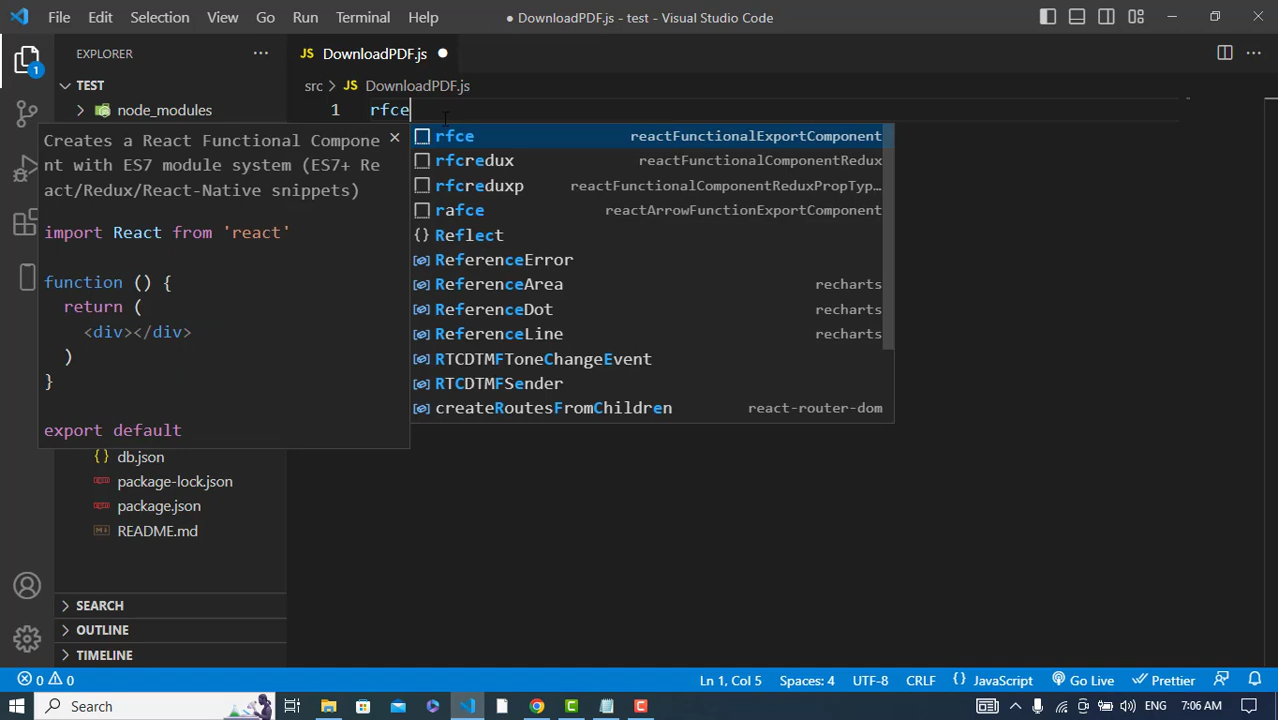 File Edit Selection View Go Run Terminal Help
● DownloadPDF.js - test - Visual Studio Code
EXPLORER
JS DownloadPDF.js
TEST
src > JS DownloadPDF.js
node_modules
1 rfce
Creates a React Functional Compone
nt with ES7 module system (ES7+ Re
act/Redux/React-Native snippets)
import React from 'react'
function () {
return (
<div></div>
)
}
export default
rfce reactFunctionalExportComponent
rfcredux reactFunctionalComponentRedux
rfcreduxp reactFunctionalComponentReduxPropTyp...
rafce reactArrowFunctionExportComponent
{} Reflect
ReferenceError
ReferenceArea recharts
ReferenceDot recharts
ReferenceLine recharts
RTCDTMFToneChangeEvent
RTCDTMFSender
createRoutesFromChildren react-router-dom
{} db.json
package-lock.json
package.json
README.md
SEARCH
OUTLINE
TIMELINE
1
0 0
Ln 1, Col 5 Spaces: 4 UTF-8 CRLF {} JavaScript Go Live Prettier
Search
ENG 7:06 AM